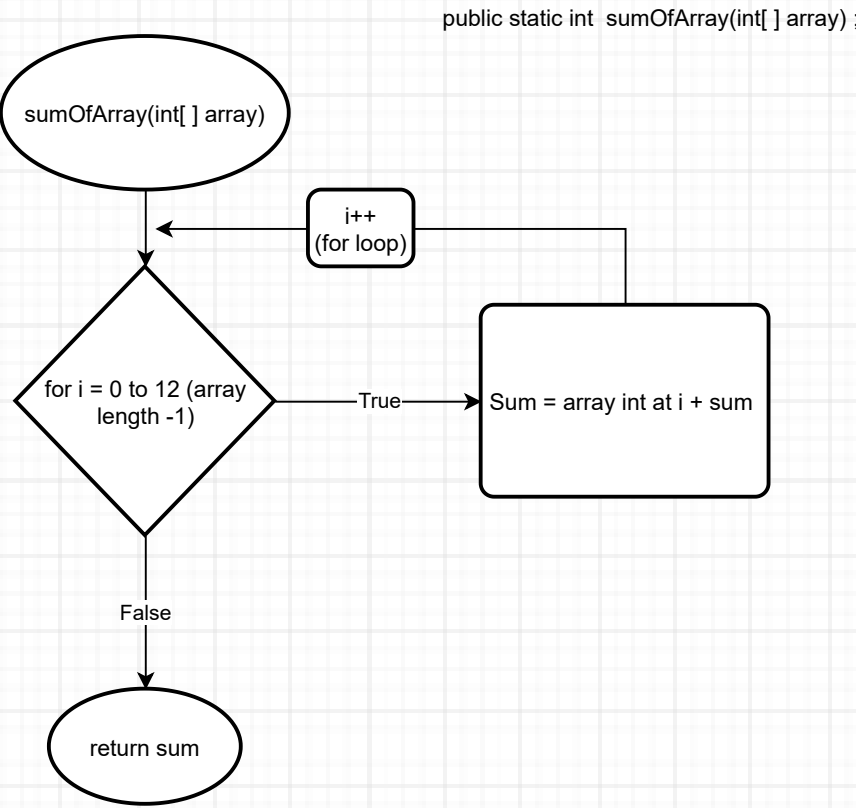 public static int sumOfArray(int[ ] array) ;
sumOfArray(int[ ] array)
i++
(for loop)
for i = 0 to 12 (array
length -1)
True
Sum = array int at i + sum
False
return sum